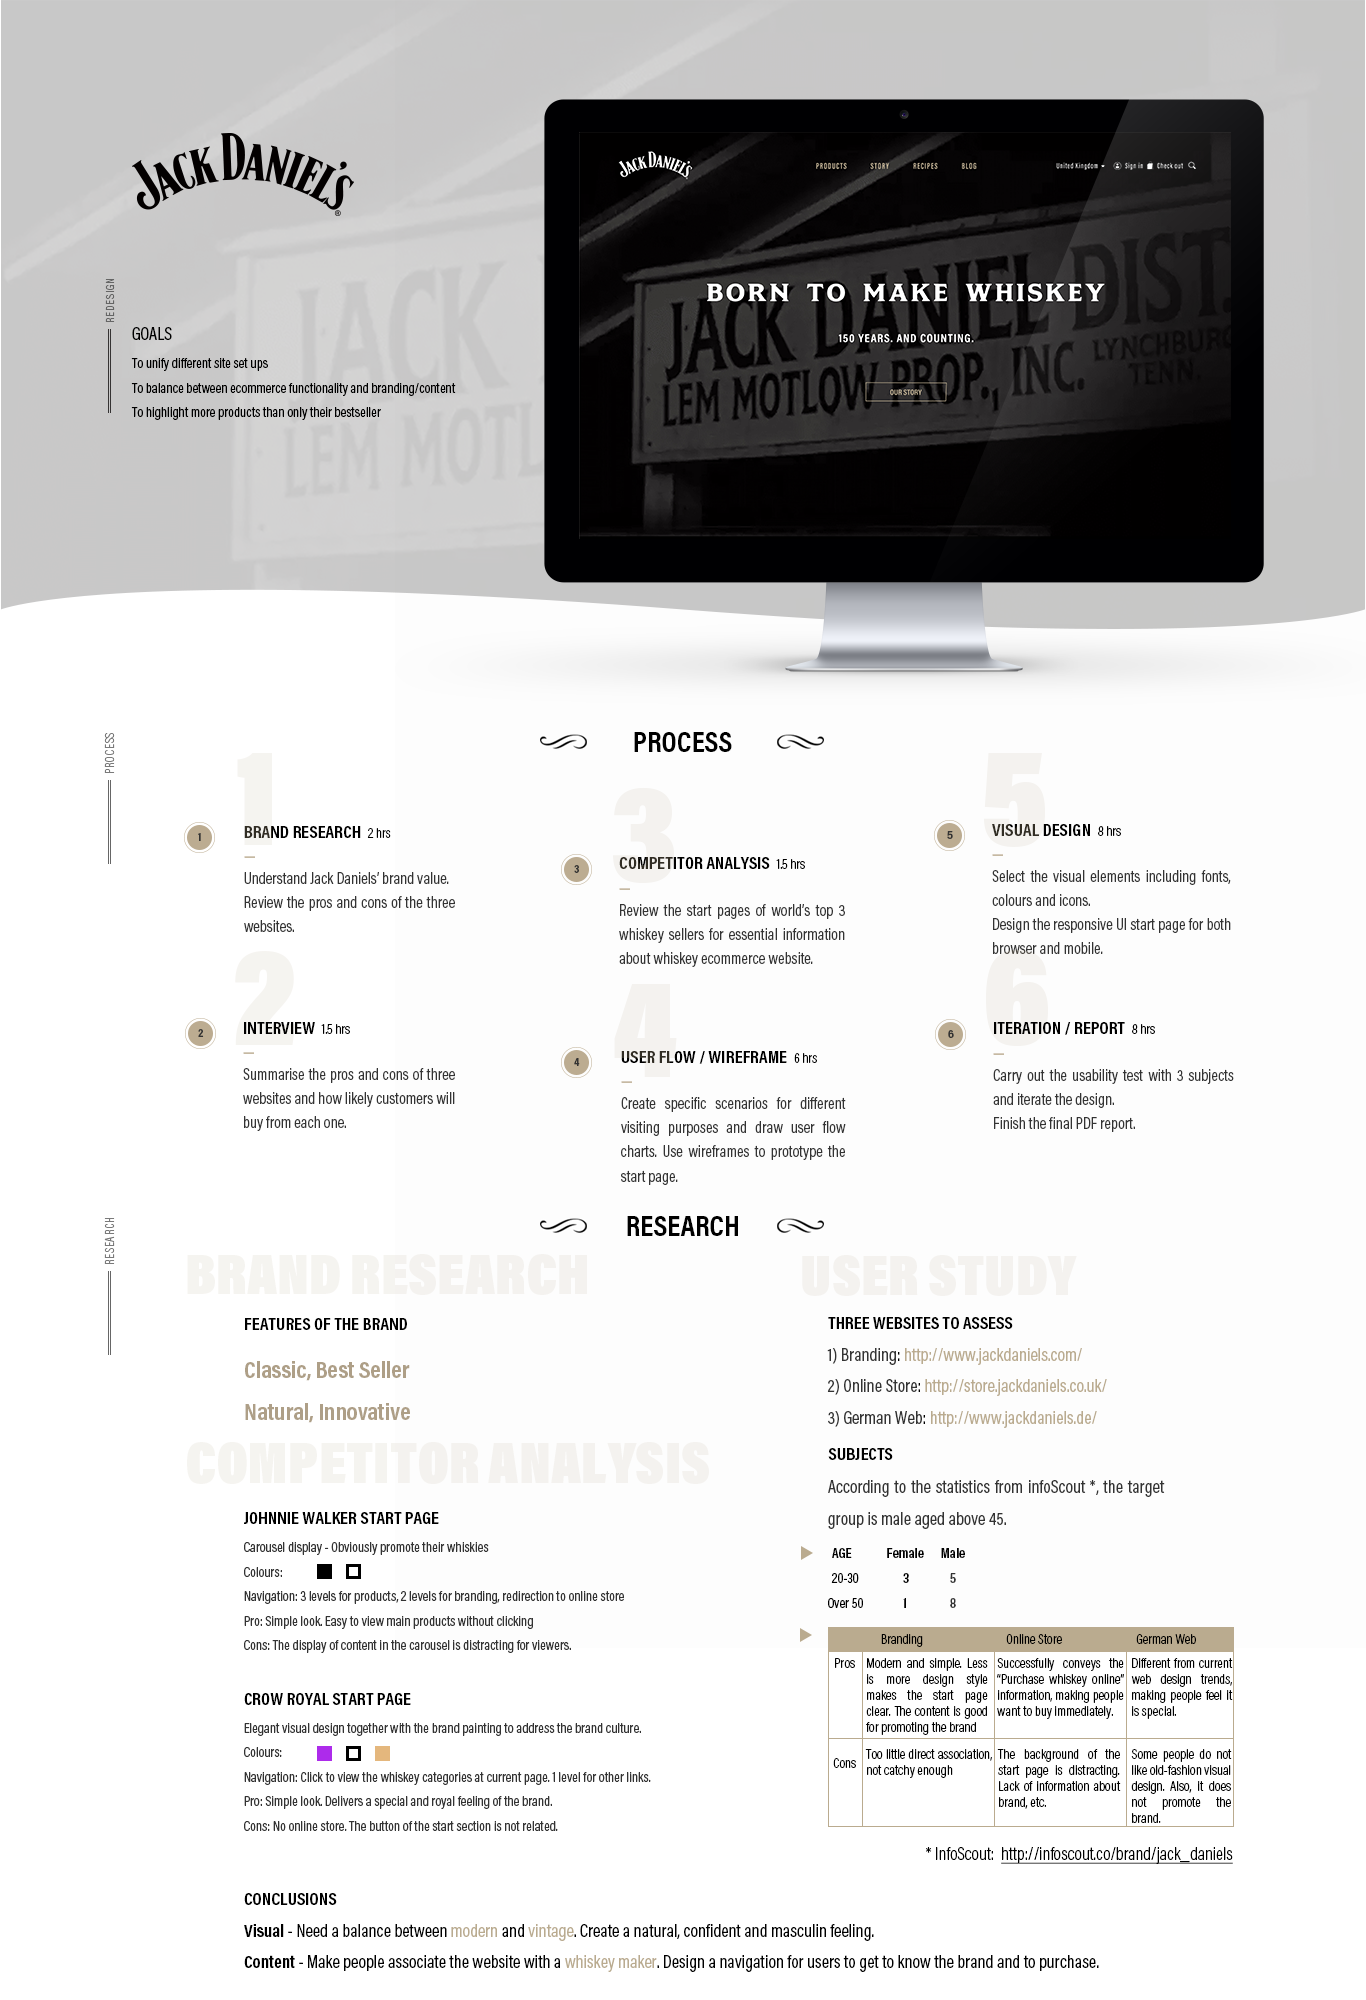 JACK DANIEL'S
®
REDESIGN
GOALS
To unify different site set ups
To balance between ecommerce functionality and branding/content
To highlight more products than only their bestseller
JACK DANIEL'S
PRODUCTS STORY RECIPES BLOG
United Kingdom Sign in Check out
JACK DANIEL DIST.
LEM MOTLOW, PROP., INC.
LYNCHBURG
TENN.
BORN TO MAKE WHISKEY
150 YEARS. AND COUNTING.
OUR STORY
JACK
LEM MOTL
PROCESS
PROCESS
1
1
BRAND RESEARCH 2 hrs
Understand Jack Daniels' brand value.
Review the pros and cons of the three
websites.
2
2
INTERVIEW 1.5 hrs
Summarise the pros and cons of three
websites and how likely customers will
buy from each one.
3
3
COMPETITOR ANALYSIS 1.5 hrs
Review the start pages of world's top 3
whiskey sellers for essential information
about whiskey ecommerce website.
4
4
USER FLOW / WIREFRAME 6 hrs
Create specific scenarios for different
visiting purposes and draw user flow
charts. Use wireframes to prototype the
start page.
5
5
VISUAL DESIGN 8 hrs
Select the visual elements including fonts,
colours and icons.
Design the responsive UI start page for both
browser and mobile.
6
6
ITERATION / REPORT 8 hrs
Carry out the usability test with 3 subjects
and iterate the design.
Finish the final PDF report.
RESEARCH
RESEARCH
BRAND RESEARCH
FEATURES OF THE BRAND
Classic, Best Seller
Natural, Innovative
COMPETITOR ANALYSIS
JOHNNIE WALKER START PAGE
Carousel display - Obviously promote their whiskies
Colours:
Navigation: 3 levels for products, 2 levels for branding, redirection to online store
Pro: Simple look. Easy to view main products without clicking
Cons: The display of content in the carousel is distracting for viewers.
CROW ROYAL START PAGE
Elegant visual design together with the brand painting to address the brand culture.
Colours:
Navigation: Click to view the whiskey categories at current page. 1 level for other links.
Pro: Simple look. Delivers a special and royal feeling of the brand.
Cons: No online store. The button of the start section is not related.
USER STUDY
THREE WEBSITES TO ASSESS
1) Branding: http://www.jackdaniels.com/
2) Online Store: http://store.jackdaniels.co.uk/
3) German Web: http://www.jackdaniels.de/
SUBJECTS
According to the statistics from infoScout *, the target
group is male aged above 45.
AGE Female Male
20-30 3 5
Over 50 1 8
Branding Online Store German Web
Pros
Modern and simple. Less
is more design style
makes the start page
clear. The content is good
for promoting the brand
Successfully conveys the
“Purchase whiskey online”
information, making people
want to buy immediately.
Different from current
web design trends,
making people feel it
is special.
Cons
Too little direct association,
not catchy enough
The background of the
start page is distracting.
Lack of information about
brand, etc.
Some people do not
like old-fashion visual
design. Also, it does
not promote the
brand.
* InfoScout: http://infoscout.co/brand/jack_daniels
CONCLUSIONS
Visual - Need a balance between modern and vintage. Create a natural, confident and masculin feeling.
Content - Make people associate the website with a whiskey maker. Design a navigation for users to get to know the brand and to purchase.